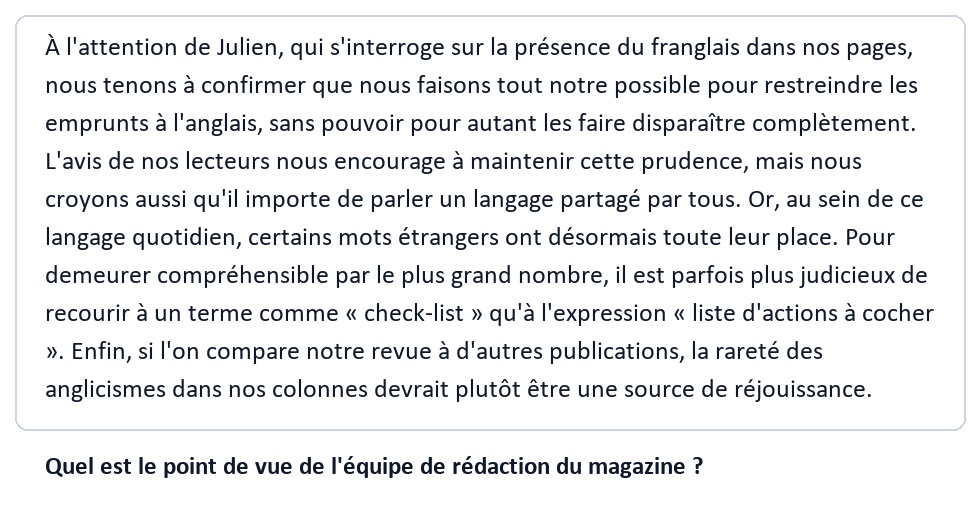 À l'attention de Julien, qui s'interroge sur la présence du franglais dans nos pages,
nous tenons à confirmer que nous faisons tout notre possible pour restreindre les
emprunts à l'anglais, sans pouvoir pour autant les faire disparaître complètement.
L'avis de nos lecteurs nous encourage à maintenir cette prudence, mais nous
croyons aussi qu'il importe de parler un langage partagé par tous. Or, au sein de ce
langage quotidien, certains mots étrangers ont désormais toute leur place. Pour
demeurer compréhensible par le plus grand nombre, il est parfois plus judicieux de
recourir à un terme comme « check-list » qu'à l'expression « liste d'actions à cocher
». Enfin, si l'on compare notre revue à d'autres publications, la rareté des
anglicismes dans nos colonnes devrait plutôt être une source de réjouissance.
Quel est le point de vue de l'équipe de rédaction du magazine ?